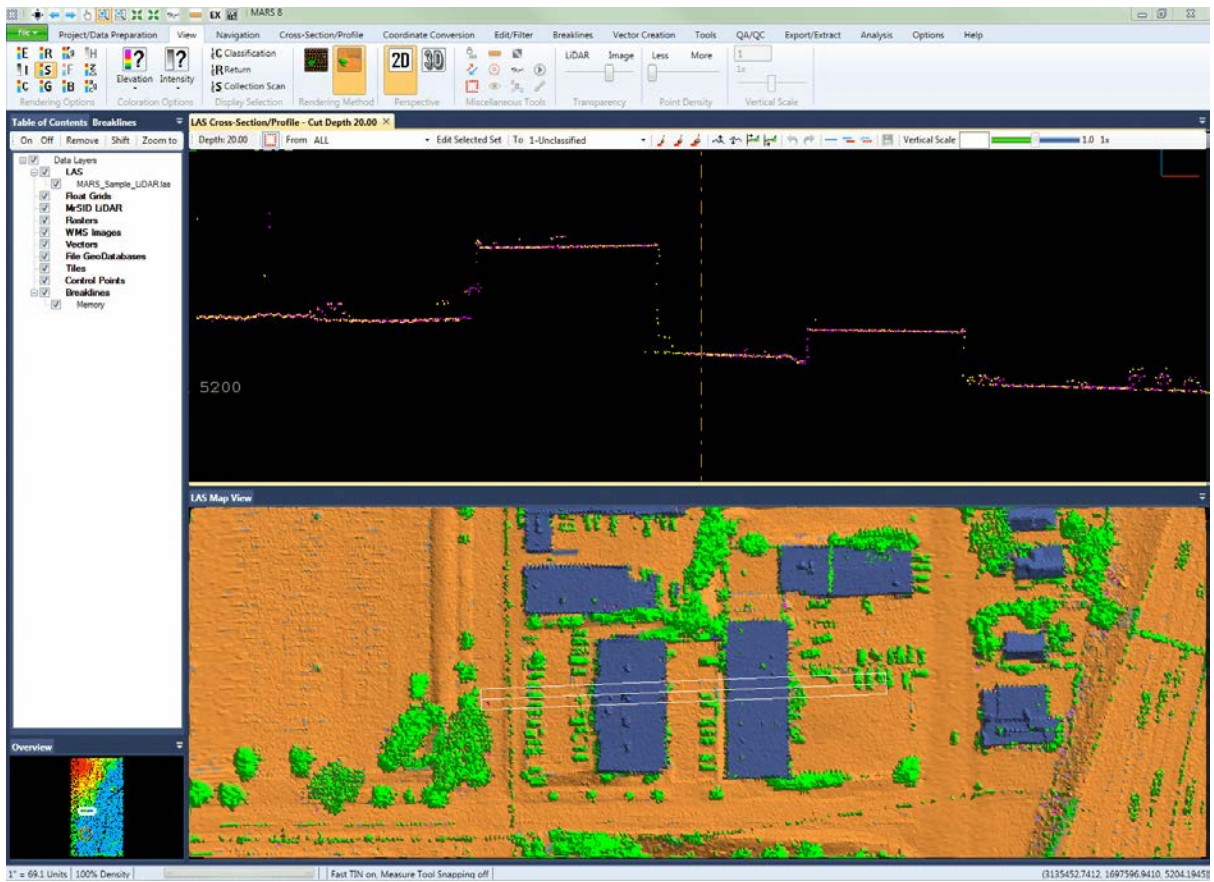 EX MARS 8
File Project/Data Preparation View Navigation Cross-Section/Profile Coordinate Conversion Edit/Filter Breaklines Vector Creation Tools QA/QC Export/Extract Analysis Options Help
E R H C Classification LiDAR Image Less More 1
I S F Elevation Intensity R Return 2D 3D 1x
C G B S Collection Scan
Rendering Options Coloration Options Display Selection Rendering Method Perspective Miscellaneous Tools Transparency Point Density Vertical Scale
Table of Contents Breaklines
On Off Remove Shift Zoom to
Data Layers
LAS
MARS_Sample_LiDAR.las
Float Grids
MrSID LiDAR
Rasters
WMS Images
Vectors
File GeoDatabases
Tiles
Control Points
Breaklines
Memory
LAS Cross-Section/Profile - Cut Depth 20.00
Depth: 20.00 From ALL Edit Selected Set To 1-Unclassified Vertical Scale 1.0 1x
5200
LAS Map View
Overview
1" = 69.1 Units 100% Density Fast TIN on, Measure Tool Snapping off (3135452.7412, 1697596.9410, 5204.1945)